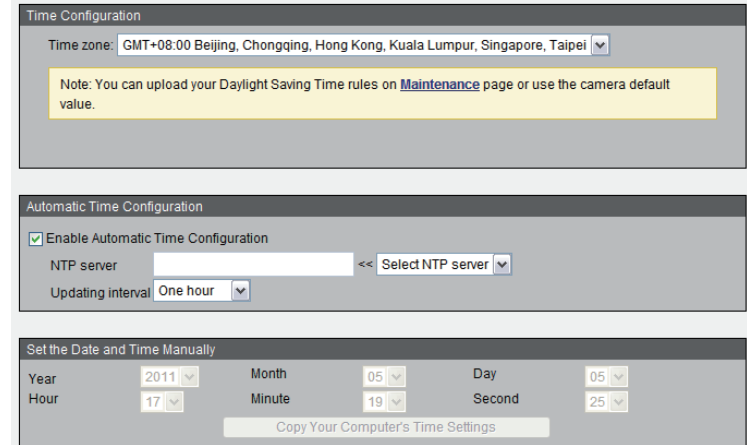 Time Configuration
Time zone: GMT+08:00 Beijing, Chongqing, Hong Kong, Kuala Lumpur, Singapore, Taipei
Note: You can upload your Daylight Saving Time rules on Maintenance page or use the camera default
value.
Automatic Time Configuration
Enable Automatic Time Configuration
NTP server << Select NTP server
Updating interval One hour
Set the Date and Time Manually
Year 2011 Month 05 Day 05
Hour 17 Minute 19 Second 25
Copy Your Computer's Time Settings